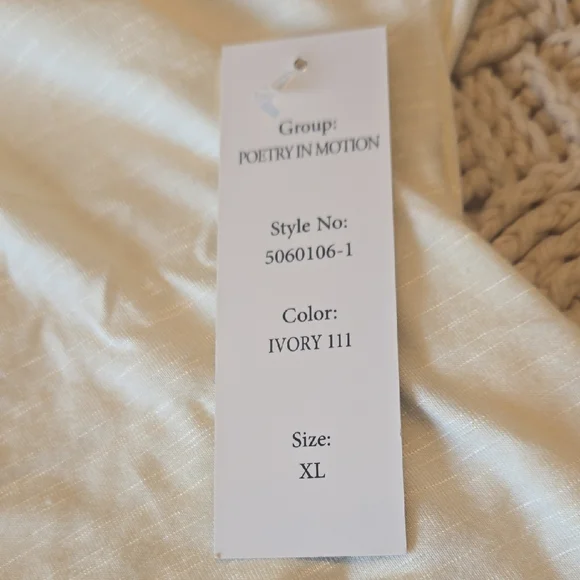 Group:
POETRY IN MOTION
Style No:
5060106-1
Color:
IVORY 111
Size:
XL